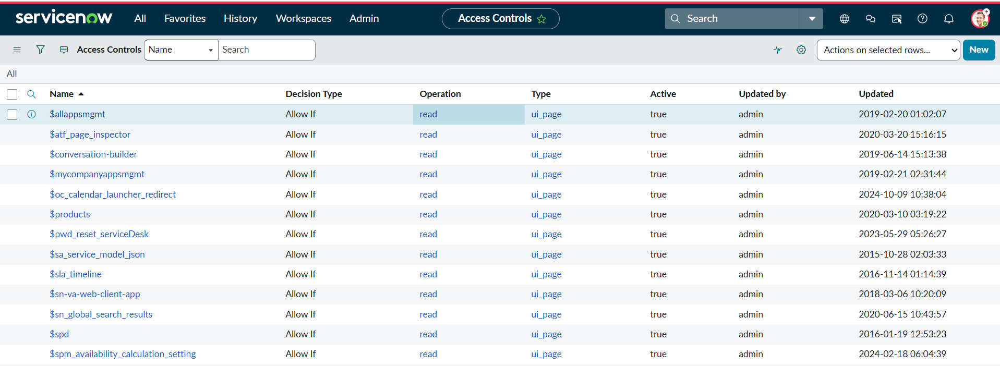 servicenow All Favorites History Workspaces Admin Access Controls Search
Access Controls Name Search Actions on selected rows... New
All
Name Decision Type Operation Type Active Updated by Updated
$allappsmgmt Allow If read ui_page true admin 2019-02-20 01:02:07
$atf_page_inspector Allow If read ui_page true admin 2020-03-20 15:16:15
$conversation-builder Allow If read ui_page true admin 2019-06-14 15:13:38
$mycompanyappsmgmt Allow If read ui_page true admin 2019-02-21 02:31:44
$oc_calendar_launcher_redirect Allow If read ui_page true admin 2024-10-09 10:38:04
$products Allow If read ui_page true admin 2020-03-10 03:19:22
$pwd_reset_serviceDesk Allow If read ui_page true admin 2023-05-29 05:26:27
$sa_service_model_json Allow If read ui_page true admin 2015-10-28 02:03:33
$sla_timeline Allow If read ui_page true admin 2016-11-14 01:14:39
$sn-va-web-client-app Allow If read ui_page true admin 2018-03-06 10:20:09
$sn_global_search_results Allow If read ui_page true admin 2020-06-15 10:43:57
$spd Allow If read ui_page true admin 2016-01-19 12:53:23
$spm_availability_calculation_setting Allow If read ui_page true admin 2024-02-18 06:04:39